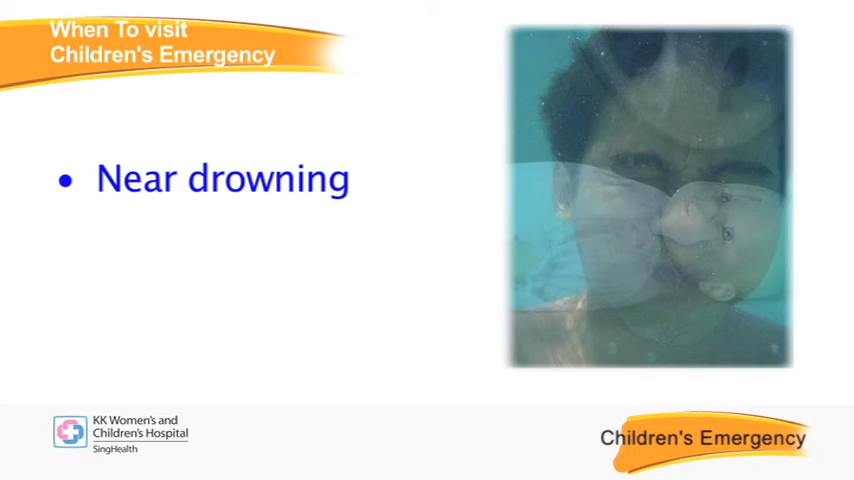 When To visit
Children's Emergency
• Near drowning
KK Women's and
Children's Hospital
SingHealth
Children's Emergency